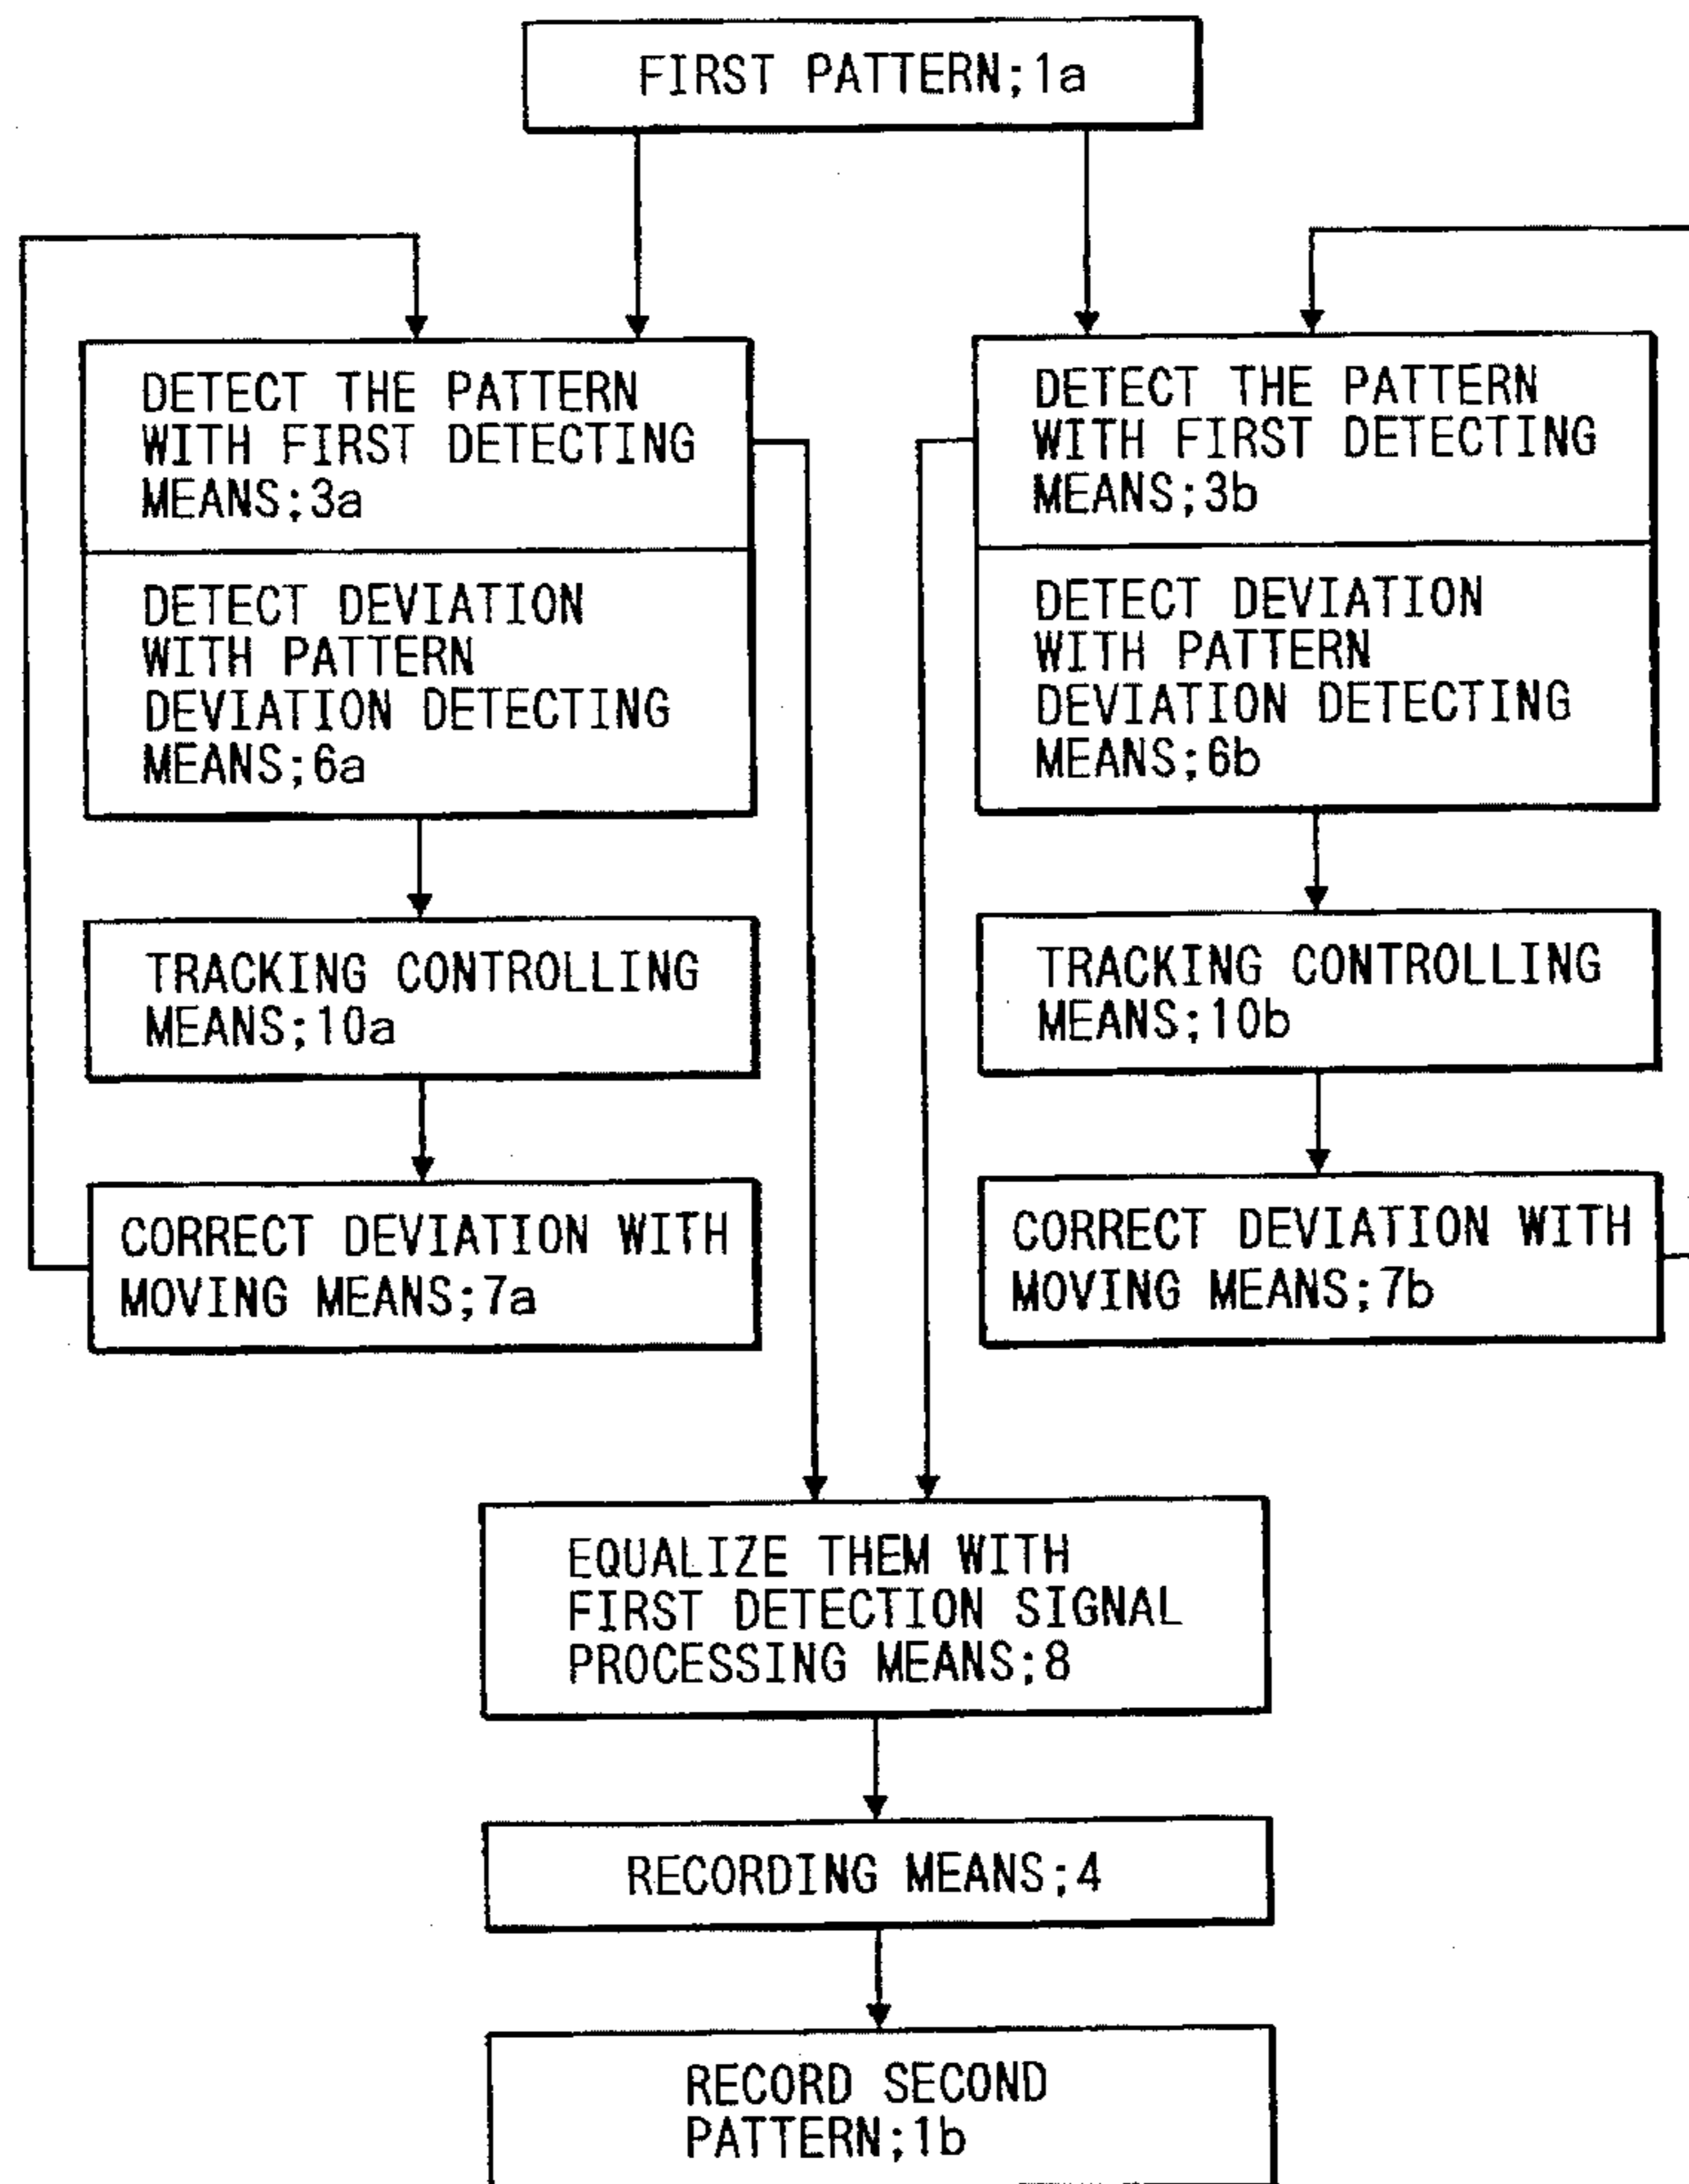 FIRST PATTERN;1a
DETECT THE PATTERN
WITH FIRST DETECTING
MEANS;3a
DETECT DEVIATION
WITH PATTERN
DEVIATION DETECTING
MEANS;6a
TRACKING CONTROLLING
MEANS;10a
CORRECT DEVIATION WITH
MOVING MEANS;7a
DETECT THE PATTERN
WITH FIRST DETECTING
MEANS;3b
DETECT DEVIATION
WITH PATTERN
DEVIATION DETECTING
MEANS;6b
TRACKING CONTROLLING
MEANS;10b
CORRECT DEVIATION WITH
MOVING MEANS;7b
EQUALIZE THEM WITH
FIRST DETECTION SIGNAL
PROCESSING MEANS;8
RECORDING MEANS;4
RECORD SECOND
PATTERN;1b